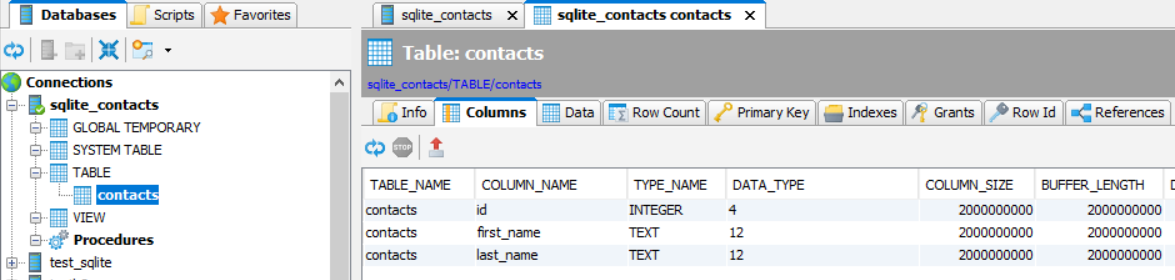 Databases Scripts Favorites
Connections
sqlite_contacts
GLOBAL TEMPORARY
SYSTEM TABLE
TABLE
contacts
VIEW
Procedures
test_sqlite
sqlite_contacts sqlite_contacts contacts
Table: contacts
sqlite_contacts/TABLE/contacts
Info Columns Data Row Count Primary Key Indexes Grants Row Id References
STOP
TABLE_NAME COLUMN_NAME TYPE_NAME DATA_TYPE COLUMN_SIZE BUFFER_LENGTH
contacts id INTEGER 4 2000000000 2000000000
contacts first_name TEXT 12 2000000000 2000000000
contacts last_name TEXT 12 2000000000 2000000000